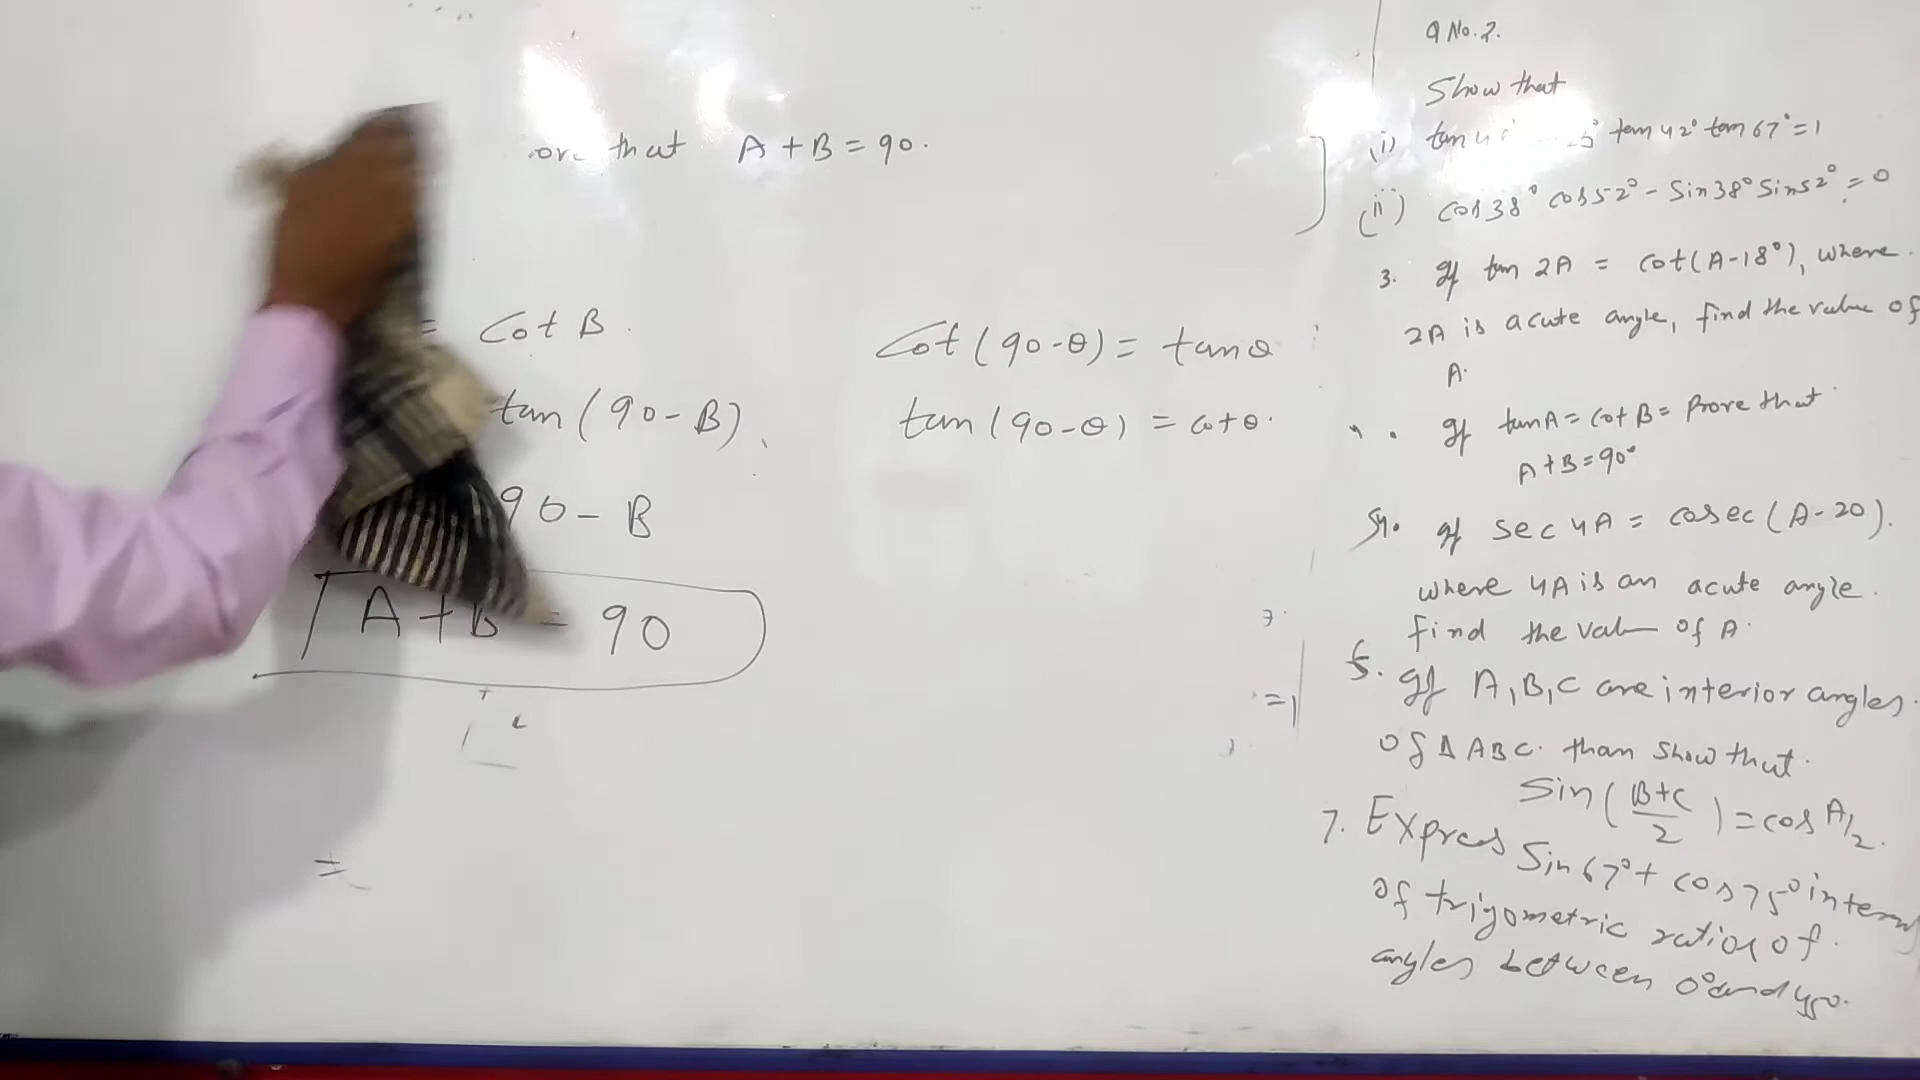 that A + B = 90.
= Cot B.
tan (90 - B).
90 - B
A + B = 90
=
Cot (90 - θ) = tan θ
tan (90 - θ) = cot θ.
= 1
Q No. 2.
Show that
(i) tan 42° tan 67° = 1
(ii) cos 38° cos 52° - Sin 38° Sin 52° = 0
3. If tan 2A = cot (A - 18°), where
2A is acute angle, find the value of
A.
If tan A = cot B = Prove that
A + B = 90°
If sec 4A = cosec (A - 20).
where 4A is an acute angle.
find the val of A.
If A, B, C are interior angles.
of Δ ABC. than show that.
Sin (B+C/2) = cos A/2.
7. Express Sin 67° + cos 75° in term
of trigometric ratios of.
angles between 0° and 45°.